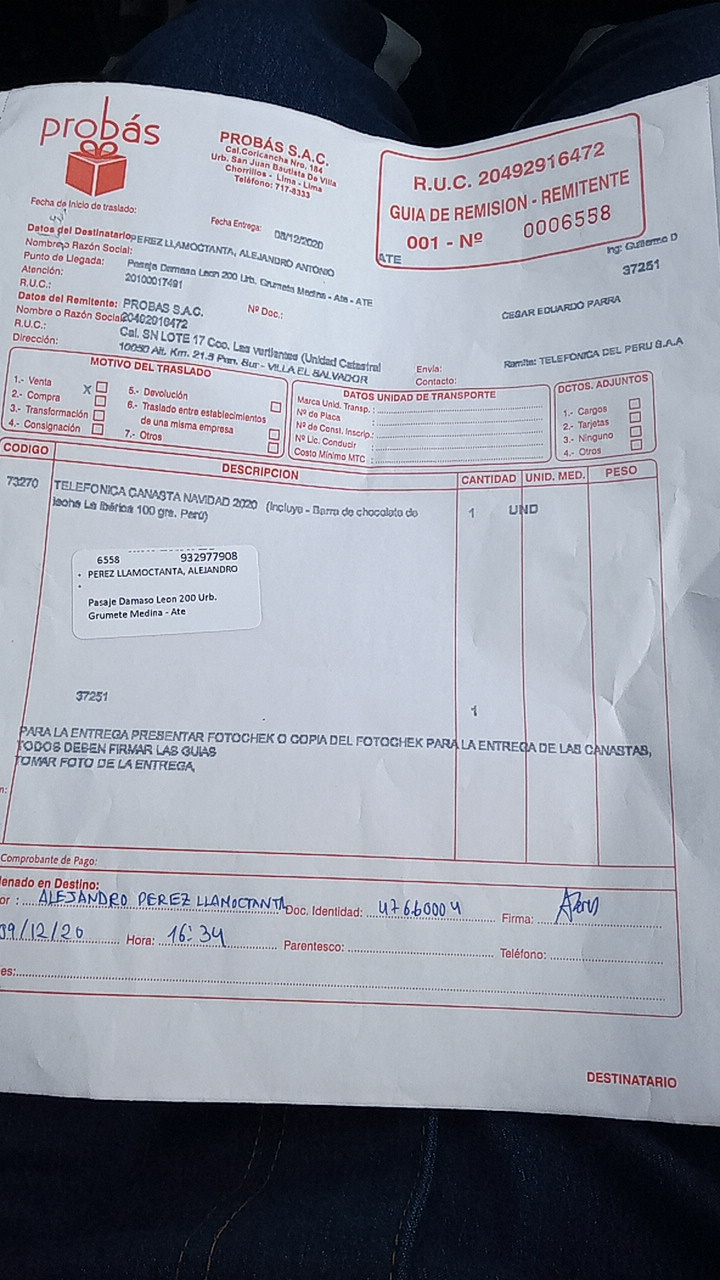 probás
PROBÁS S.A.C.
Cal.Coricancha Nro. 184
Urb. San Juan Bautista De Villa
Chorrillos - Lima - Lima
Teléfono: 717-8333
R.U.C. 20492916472
GUIA DE REMISION - REMITENTE
001 - Nº 0006558
Fecha de Inicio de traslado:
Fecha Entrega: 08/12/2020
Datos del Destinatario
Nombre o Razón Social: PEREZ LLAMOCTANTA, ALEJANDRO ANTONIO
ATE
Ing: Guillermo D
Punto de Llegada: Pasaje Damaso Leon 200 Urb. Grumete Medina - Ate - ATE
37251
Atención:
R.U.C.: 20100017491
Nº Doc.:
CESAR EDUARDO PARRA
Datos del Remitente:
Nombre o Razón Social: PROBAS S.A.C.
R.U.C.: 20492916472
Dirección: Cal. SN LOTE 17 Coo. Las Vertientes (Unidad Catastral
10050 Alt. Km. 21.5 Pan. Sur - VILLA EL SALVADOR
Envía:
Contacto:
Remite: TELEFONICA DEL PERU S.A.A
MOTIVO DEL TRASLADO
1.- Venta X
2.- Compra
3.- Transformación
4.- Consignación
5.- Devolución
6.- Traslado entre establecimientos
de una misma empresa
7.- Otros
DATOS UNIDAD DE TRANSPORTE
Marca Unid. Transp. :
Nº de Placa :
Nº de Const. Inscrip.:
Nº Lic. Conducir :
Costo Mínimo MTC :
DCTOS. ADJUNTOS
1.- Cargos
2.- Tarjetas
3.- Ninguno
4.- Otros
CODIGO DESCRIPCION CANTIDAD UNID. MED. PESO
73270 TELEFONICA CANASTA NAVIDAD 2020 (Incluye - Barra de chocolate de 1 UND
leche La Ibérica 100 grs. Perú)
6558 932977908
PEREZ LLAMOCTANTA, ALEJANDRO
Pasaje Damaso Leon 200 Urb.
Grumete Medina - Ate
37251 1
PARA LA ENTREGA PRESENTAR FOTOCHEK O COPIA DEL FOTOCHEK PARA LA ENTREGA DE LAS CANASTAS,
TODOS DEBEN FIRMAR LAS GUIAS
TOMAR FOTO DE LA ENTREGA,
n:
Comprobante de Pago:
lenado en Destino:
or : ALEJANDRO PEREZ LLAMOCTANTA Doc. Identidad: 47660004 Firma:
09/12/20 Hora: 16:34 Parentesco: Teléfono:
es:
DESTINATARIO